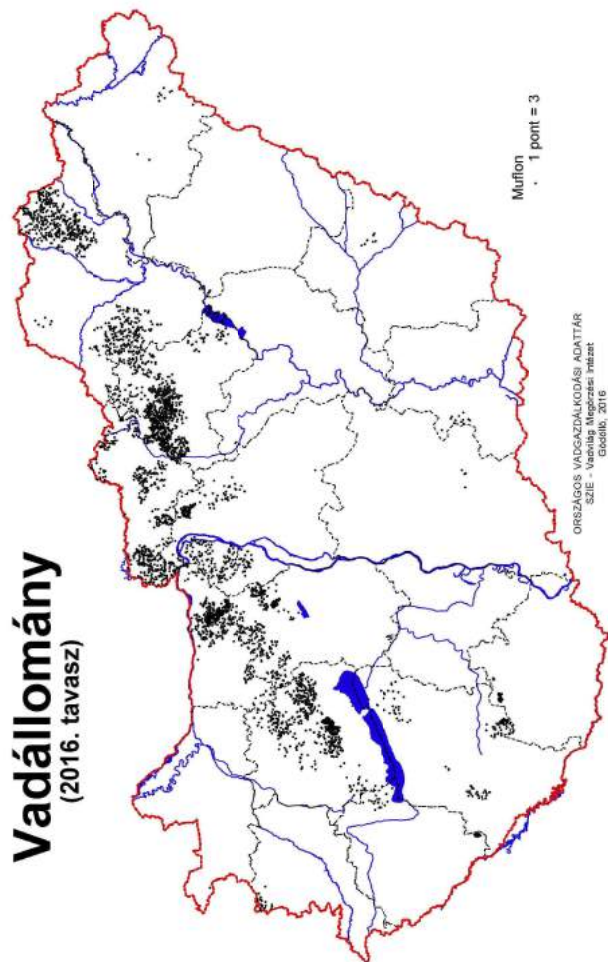 Vadállomány
(2016. tavasz)
Muflon
. 1 pont = 3
ORSZÁGOS VADGAZDÁLKODÁSI ADATTÁR
SZIE - Vadvilág Megőrzési Intézet
Gödöllő, 2016